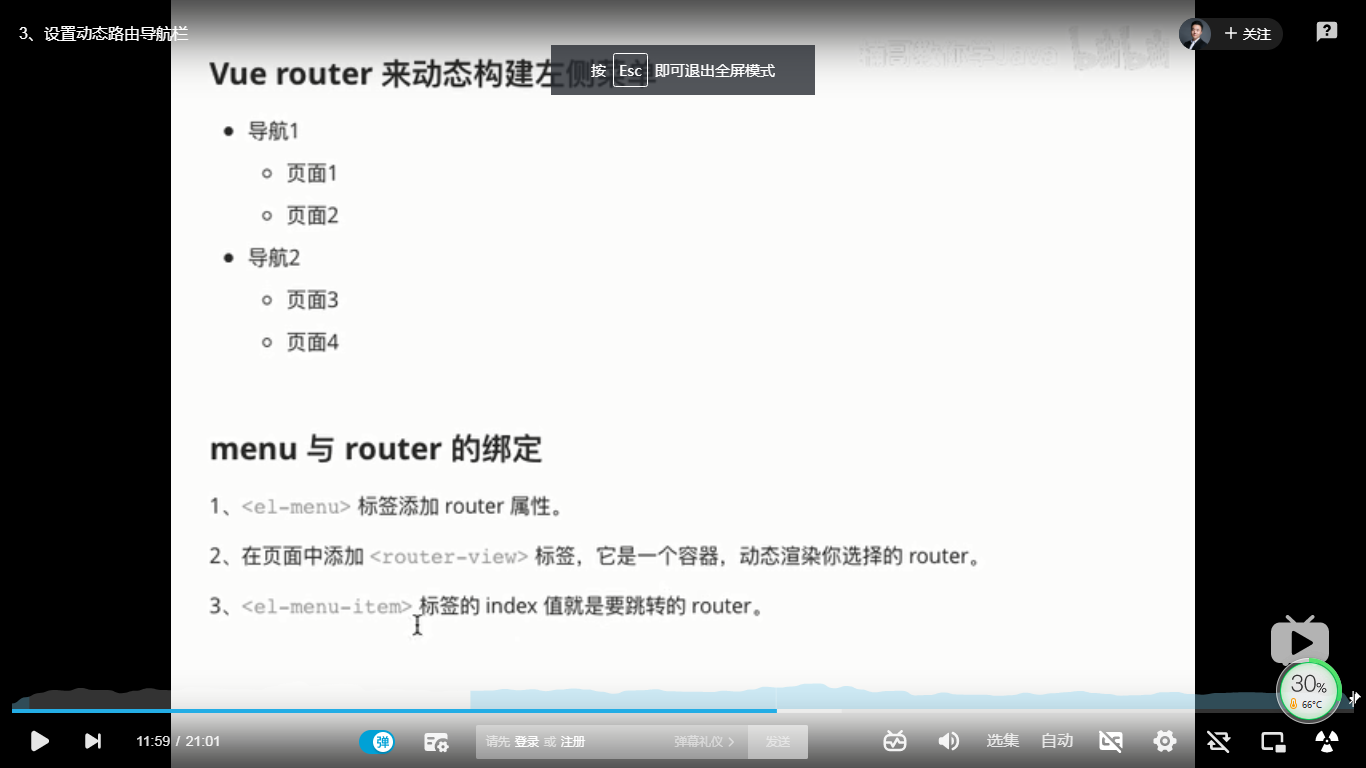 3、设置动态路由导航栏
+ 关注
按 Esc 即可退出全屏模式
Vue router 来动态构建左侧菜单
导航1
页面1
页面2
导航2
页面3
页面4
menu 与 router 的绑定
1、<el-menu> 标签添加 router 属性。
2、在页面中添加 <router-view> 标签，它是一个容器，动态渲染你选择的 router。
3、<el-menu-item> 标签的 index 值就是要跳转的 router。
30%
66°C
11:59 / 21:01
弹
请先 登录 或 注册
弹幕礼仪 >
发送
选集
自动